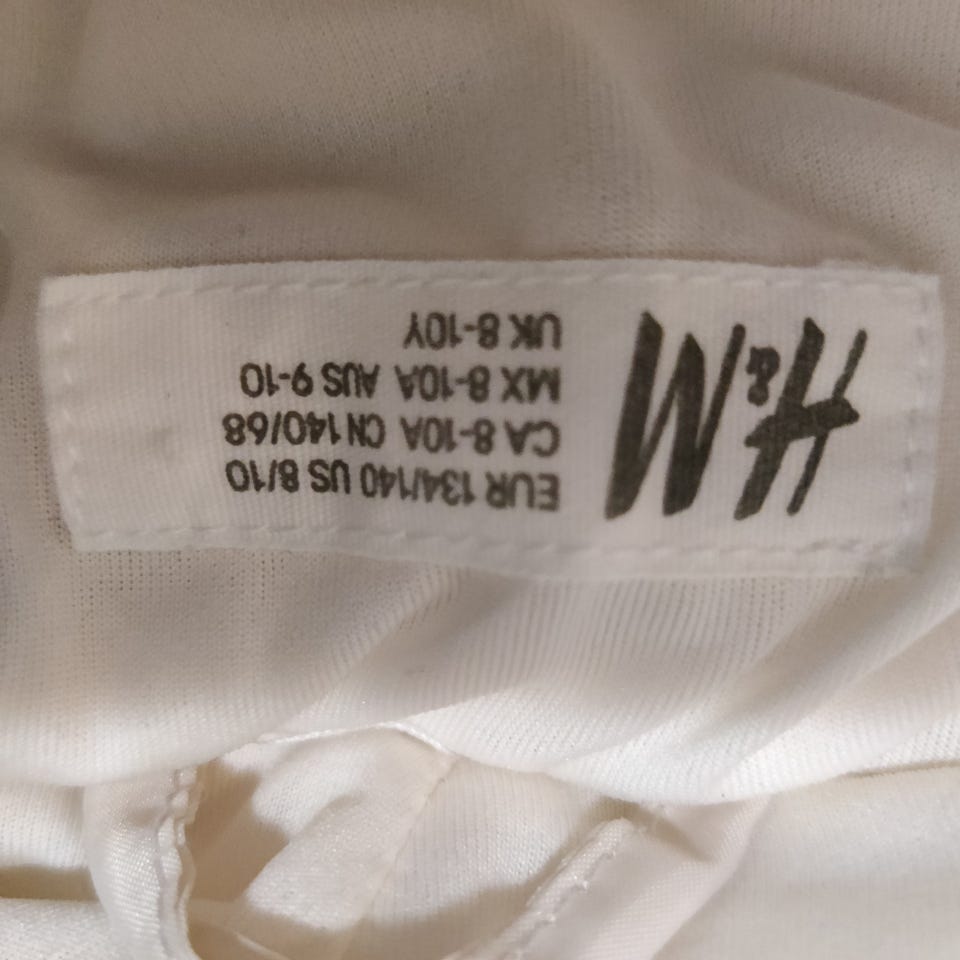 H&M
EUR 134/140 US 8/10
CA 8-10A CN 140/68
MX 8-10A AUS 9-10
UK 8-10Y